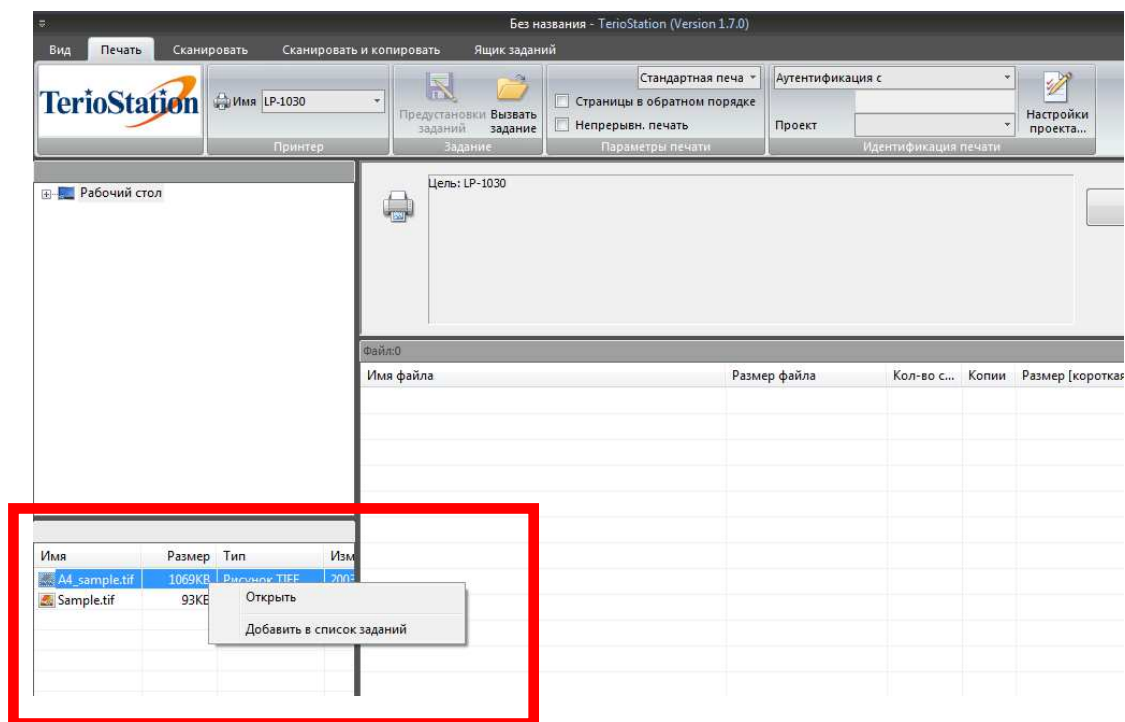 Без названия - TerioStation (Version 1.7.0)
Вид Печать Сканировать Сканировать и копировать Ящик заданий
TerioStation
Имя LP-1030
Принтер
Предустановки заданий
Вызвать задание
Задание
Стандартная печа
Страницы в обратном порядке
Непрерывн. печать
Параметры печати
Аутентификация с
Проект
Настройки проекта...
Идентификация печати
Рабочий стол
Цель: LP-1030
Файл:0
Имя файла Размер файла Кол-во с... Копии Размер [короткая
Имя Размер Тип Изм
A4_sample.tif 1069KB Рисунок TIFF 200
Sample.tif 93KB
Открыть
Добавить в список заданий